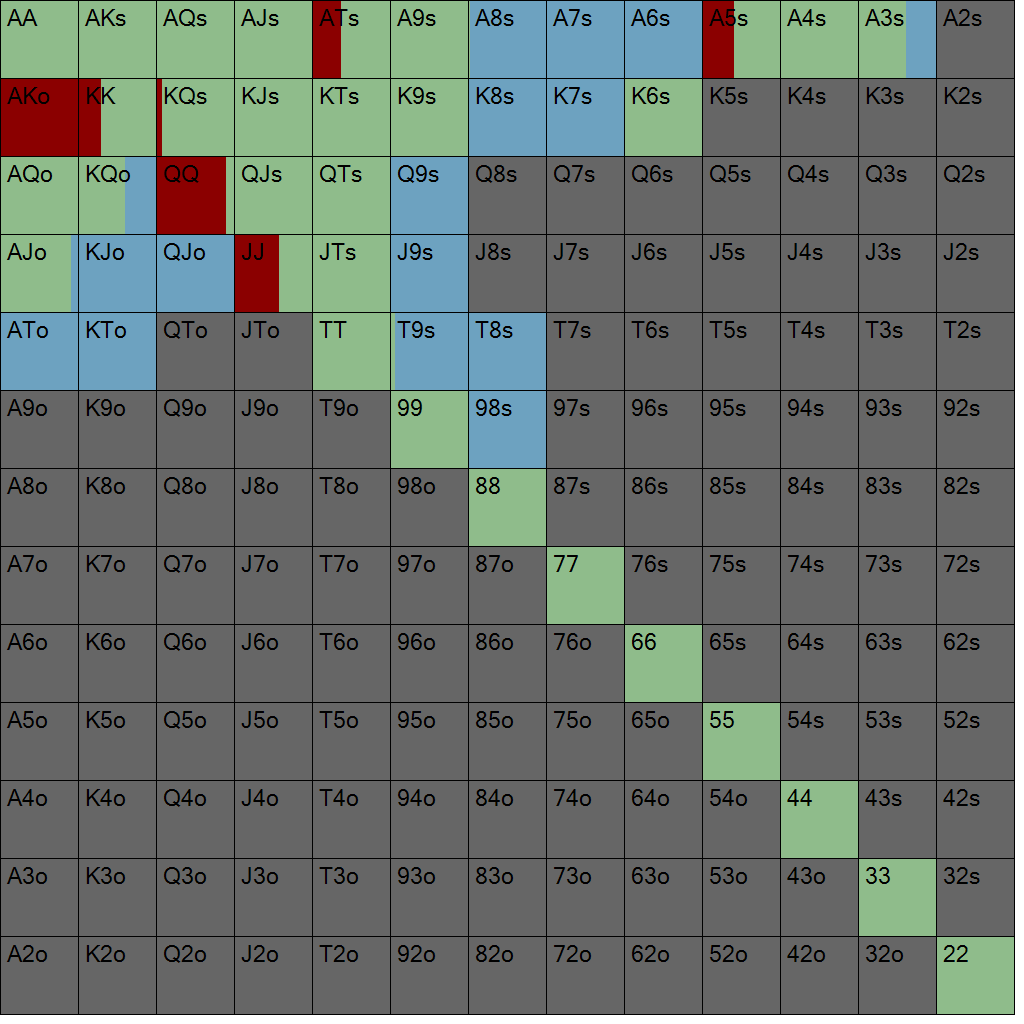 AA AKs AQs AJs ATs A9s A8s A7s A6s A5s A4s A3s A2s
AKo KK KQs KJs KTs K9s K8s K7s K6s K5s K4s K3s K2s
AQo KQo QQ QJs QTs Q9s Q8s Q7s Q6s Q5s Q4s Q3s Q2s
AJo KJo QJo JJ JTs J9s J8s J7s J6s J5s J4s J3s J2s
ATo KTo QTo JTo TT T9s T8s T7s T6s T5s T4s T3s T2s
A9o K9o Q9o J9o T9o 99 98s 97s 96s 95s 94s 93s 92s
A8o K8o Q8o J8o T8o 98o 88 87s 86s 85s 84s 83s 82s
A7o K7o Q7o J7o T7o 97o 87o 77 76s 75s 74s 73s 72s
A6o K6o Q6o J6o T6o 96o 86o 76o 66 65s 64s 63s 62s
A5o K5o Q5o J5o T5o 95o 85o 75o 65o 55 54s 53s 52s
A4o K4o Q4o J4o T4o 94o 84o 74o 64o 54o 44 43s 42s
A3o K3o Q3o J3o T3o 93o 83o 73o 63o 53o 43o 33 32s
A2o K2o Q2o J2o T2o 92o 82o 72o 62o 52o 42o 32o 22